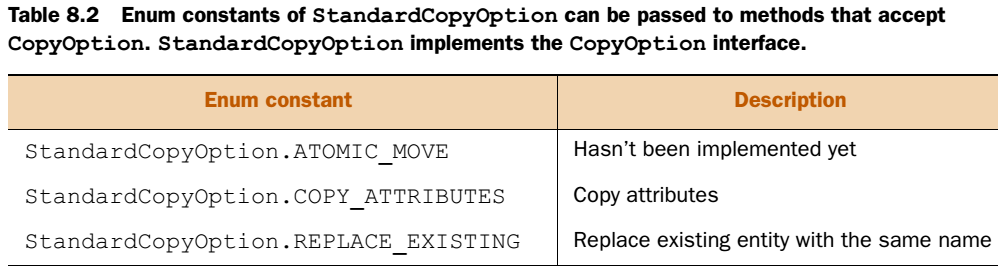 Table 8.2 Enum constants of StandardCopyOption can be passed to methods that accept
CopyOption. StandardCopyOption implements the CopyOption interface.
Enum constant Description
StandardCopyOption.ATOMIC_MOVE Hasn't been implemented yet
StandardCopyOption.COPY_ATTRIBUTES Copy attributes
StandardCopyOption.REPLACE_EXISTING Replace existing entity with the same name